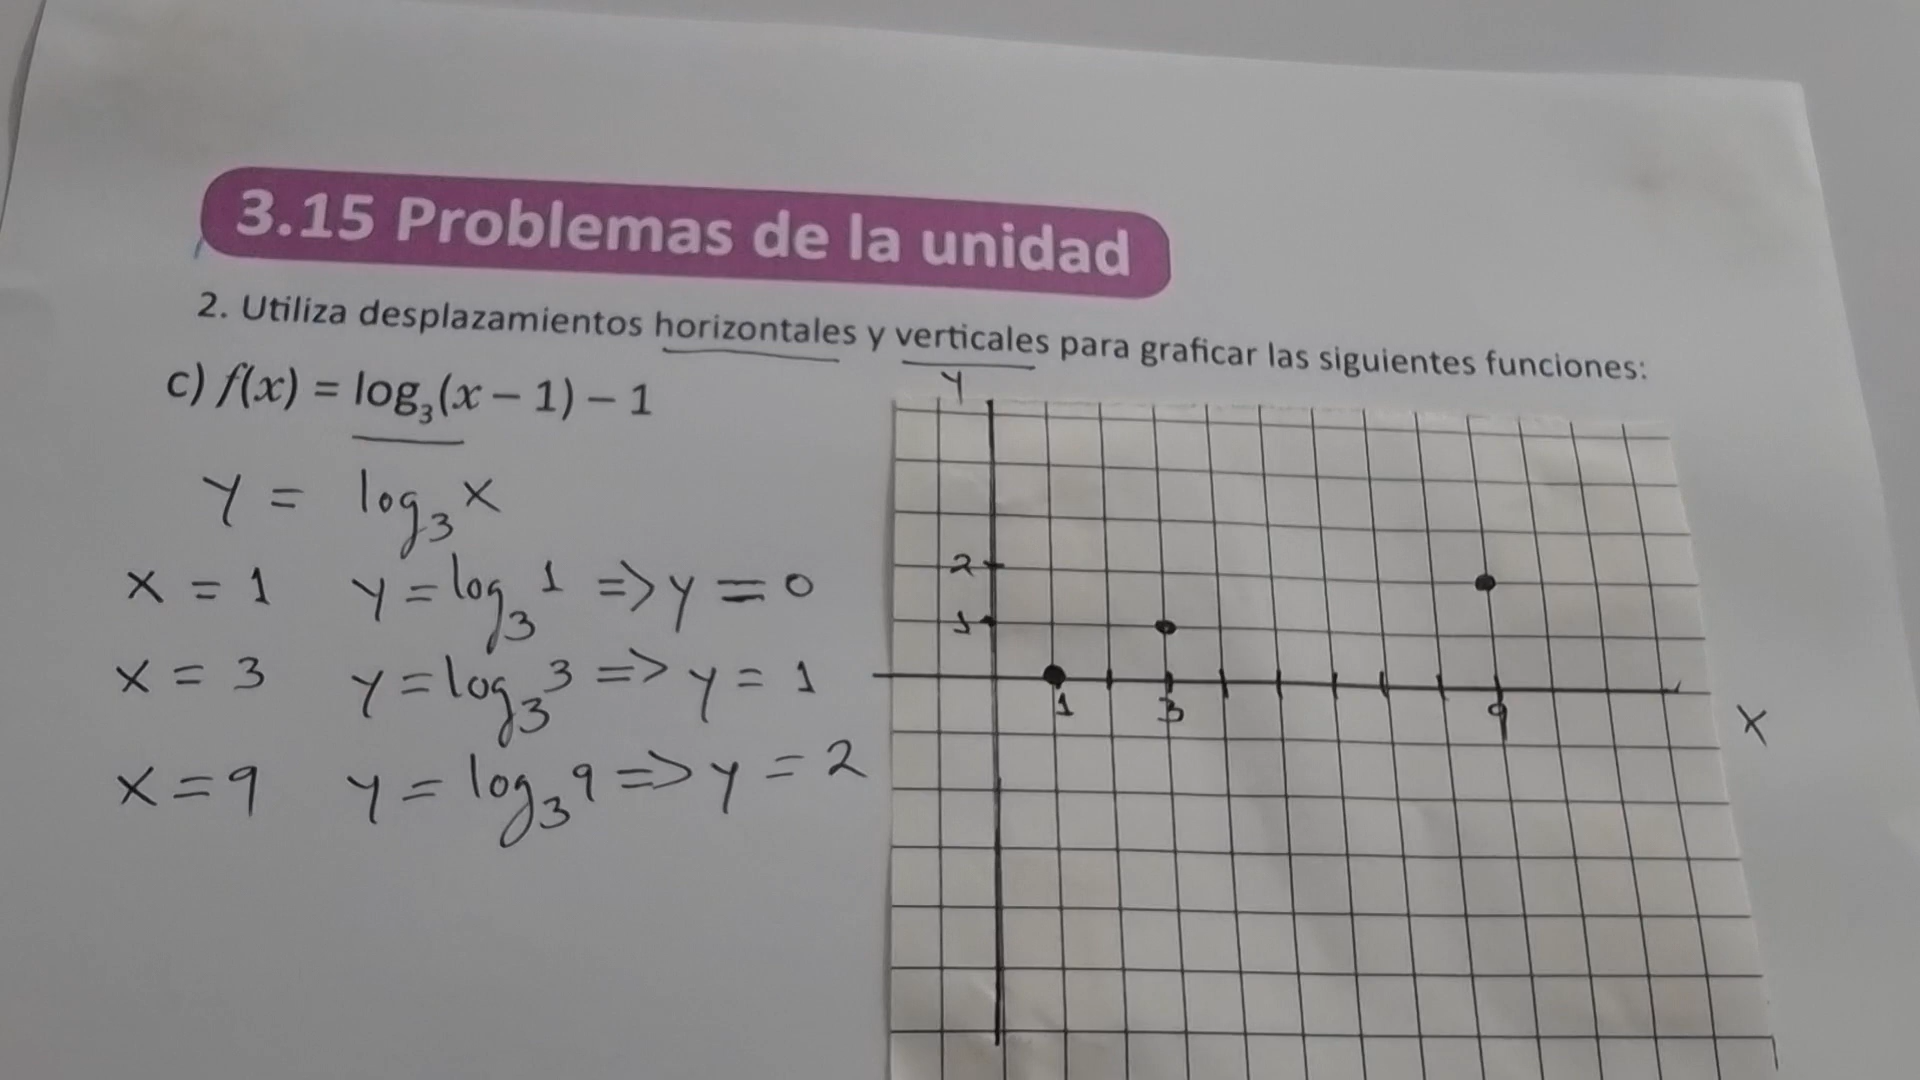 3.15 Problemas de la unidad
2. Utiliza desplazamientos horizontales y verticales para graficar las siguientes funciones:
c) f(x) = log₃(x – 1) – 1
y = log₃ x
x = 1 y = log₃ 1 => y = 0
x = 3 y = log₃ 3 => y = 1
x = 9 y = log₃ 9 => y = 2
y
2
1
1 3 9
x